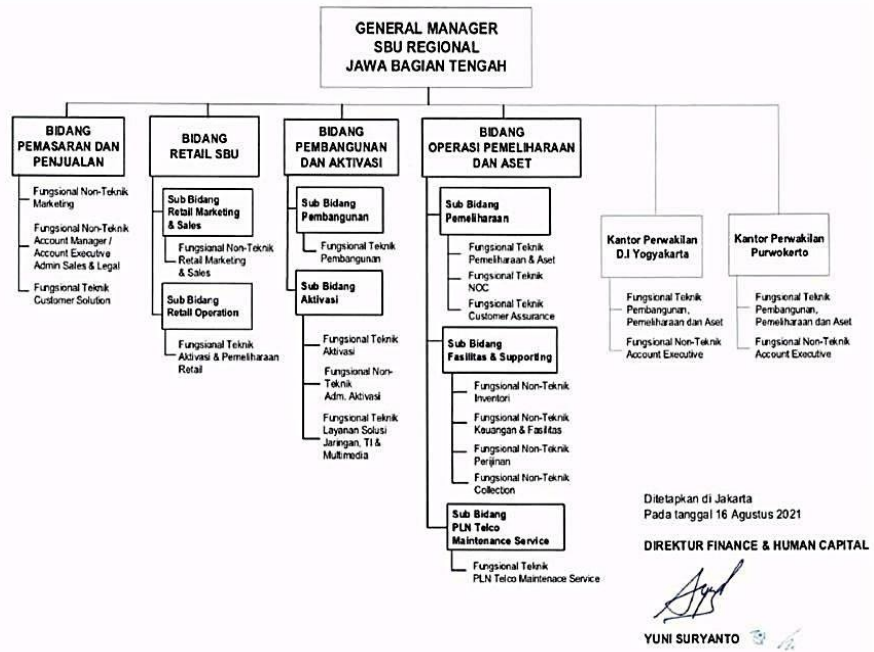 GENERAL MANAGER
SBU REGIONAL
JAWA BAGIAN TENGAH
BIDANG
PEMASARAN DAN
PENJUALAN
Fungsional Non-Teknik
Marketing
Fungsional Non-Teknik
Account Manager /
Account Executive
Admin Sales & Legal
Fungsional Teknik
Customer Solution
BIDANG
RETAIL SBU
Sub Bidang
Retail Marketing
& Sales
Fungsional Non-Teknik
Retail Marketing
& Sales
Sub Bidang
Retail Operation
Fungsional Teknik
Aktivasi & Pemeliharaan
Retail
BIDANG
PEMBANGUNAN
DAN AKTIVASI
Sub Bidang
Pembangunan
Fungsional Teknik
Pembangunan
Sub Bidang
Aktivasi
Fungsional Teknik
Aktivasi
Fungsional Non-
Teknik
Adm. Aktivasi
Fungsional Teknik
Layanan Solusi
Jaringan, TI &
Multimedia
BIDANG
OPERASI PEMELIHARAAN
DAN ASET
Sub Bidang
Pemeliharaan
Fungsional Teknik
Pemeliharaan & Aset
Fungsional Teknik
NOC
Fungsional Teknik
Customer Assurance
Sub Bidang
Fasilitas & Supporting
Fungsional Non-Teknik
Inventori
Fungsional Non-Teknik
Keuangan & Fasilitas
Fungsional Non-Teknik
Perijinan
Fungsional Non-Teknik
Collection
Sub Bidang
PLN Telco
Maintenance Service
Fungsional Teknik
PLN Telco Maintenace Service
Kantor Perwakilan
D.I Yogyakarta
Fungsional Teknik
Pembangunan,
Pemeliharaan dan Aset
Fungsional Non-Teknik
Account Executive
Kantor Perwakilan
Purwokerto
Fungsional Teknik
Pembangunan,
Pemeliharaan dan Aset
Fungsional Non-Teknik
Account Executive
Ditetapkan di Jakarta
Pada tanggal 16 Agustus 2021
DIREKTUR FINANCE & HUMAN CAPITAL
YUNI SURYANTO